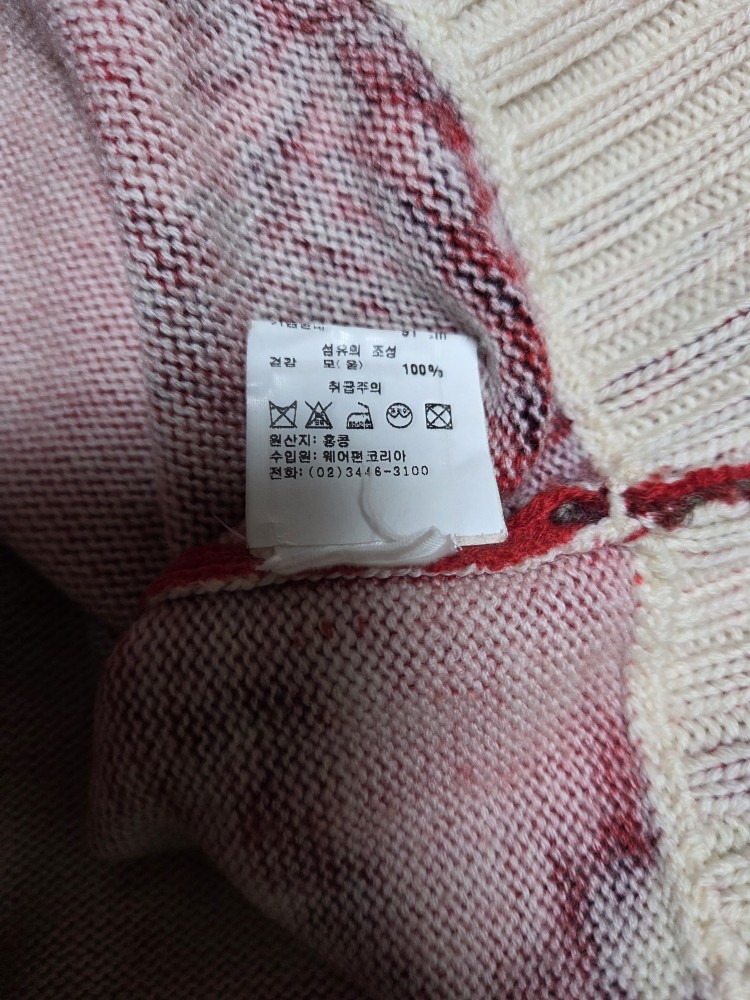 섬유의 조성
겉감 모(울) 100%
취급주의
원산지: 홍콩
수입원: 웨어펀코리아
전화:(02)3446-3100